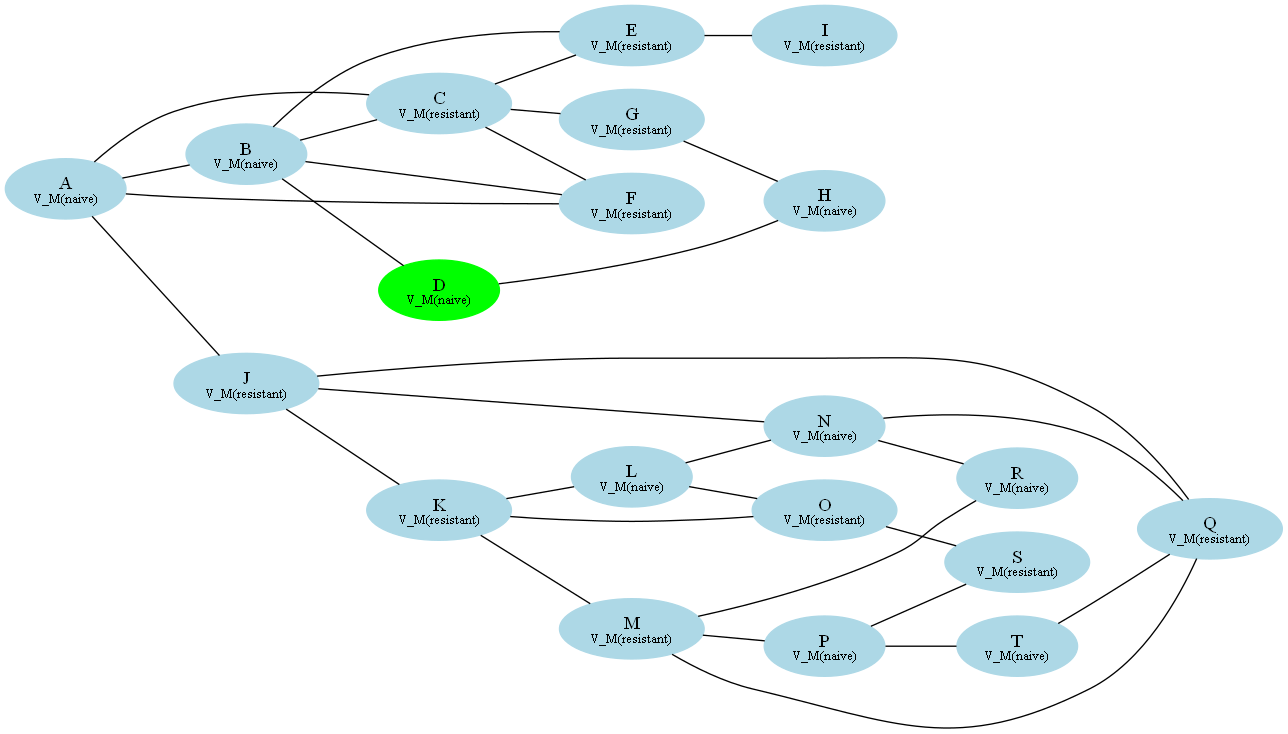 E
V_M(resistant)
I
V_M(resistant)
C
V_M(resistant)
G
V_M(resistant)
B
V_M(naive)
A
V_M(naive)
F
V_M(resistant)
H
V_M(naive)
D
V_M(naive)
J
V_M(resistant)
N
V_M(naive)
L
V_M(naive)
R
V_M(naive)
K
V_M(resistant)
O
V_M(resistant)
Q
V_M(resistant)
S
V_M(resistant)
M
V_M(resistant)
P
V_M(naive)
T
V_M(naive)